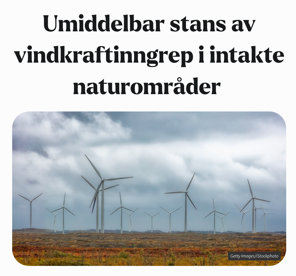 Umiddelbar stans av
vindkraftinngrep i intakte
naturområder
Getty Images/iStockphoto